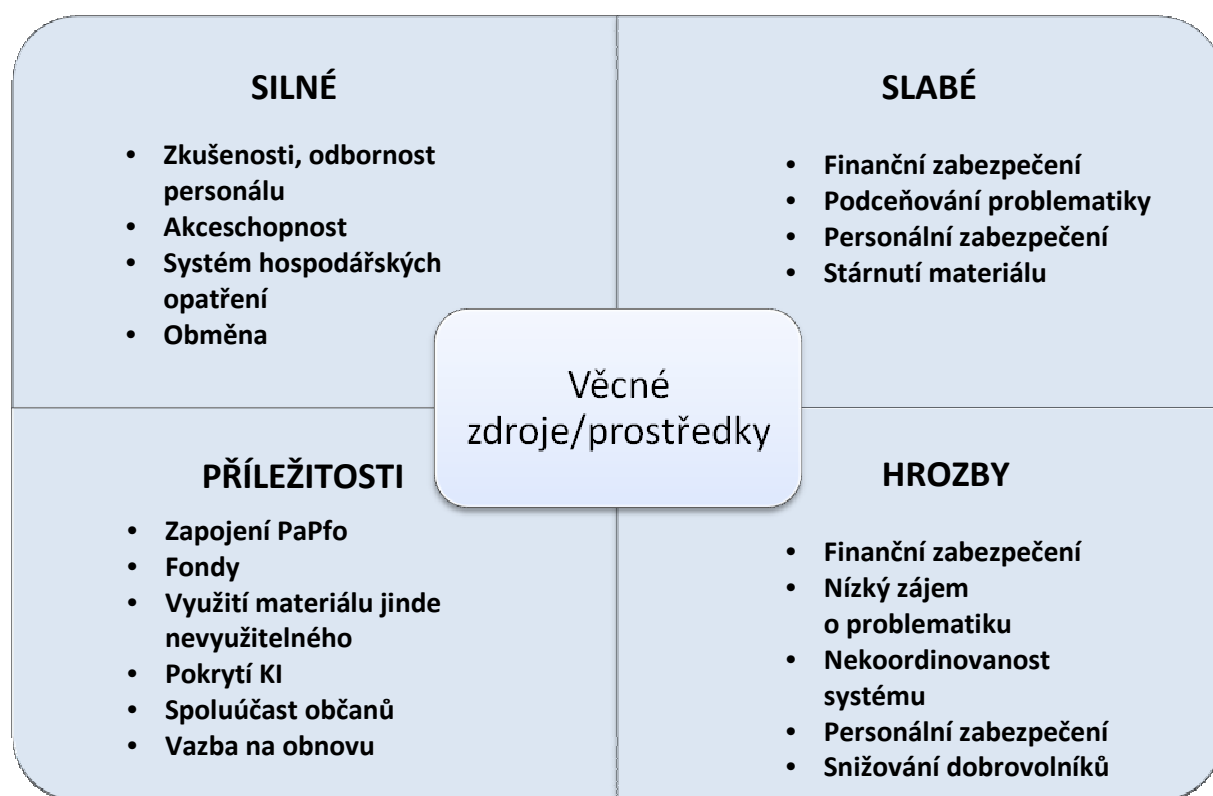 SILNÉ
• Zkušenosti, odbornost
personálu
• Akceschopnost
• Systém hospodářských
opatření
• Obměna
SLABÉ
• Finanční zabezpečení
• Podceňování problematiky
• Personální zabezpečení
• Stárnutí materiálu
Věcné
zdroje/prostředky
PŘÍLEŽITOSTI
• Zapojení PaPfo
• Fondy
• Využití materiálu jinde
nevyužitelného
• Pokrytí KI
• Spoluúčast občanů
• Vazba na obnovu
HROZBY
• Finanční zabezpečení
• Nízký zájem
o problematiku
• Nekoordinovanost
systému
• Personální zabezpečení
• Snižování dobrovolníků